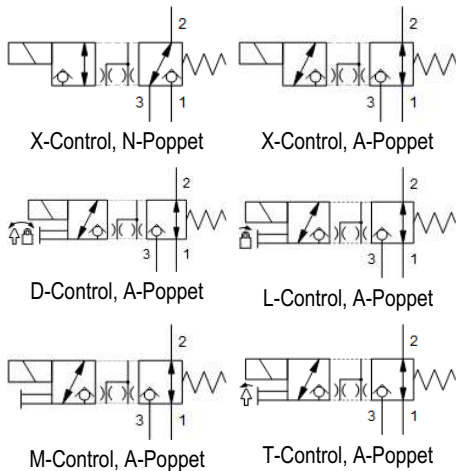 2
3 1
X-Control, N-Poppet
2
3 1
X-Control, A-Poppet
2
3 1
D-Control, A-Poppet
2
3 1
L-Control, A-Poppet
2
3 1
M-Control, A-Poppet
2
3 1
T-Control, A-Poppet